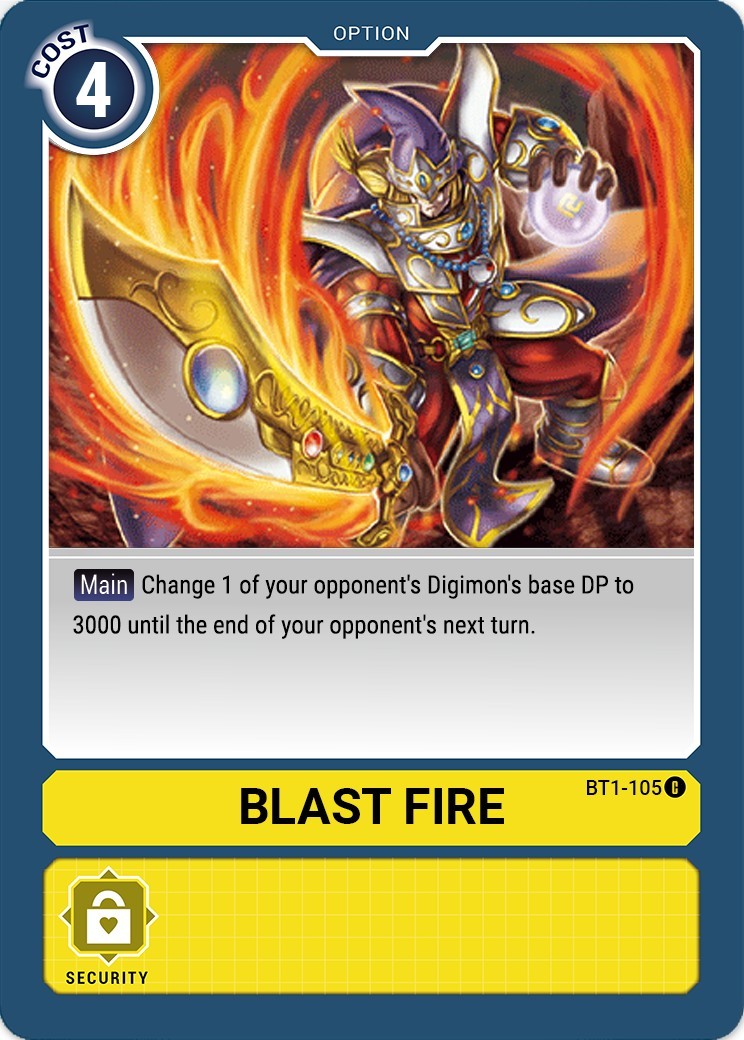 OPTION
COST
4
Main Change 1 of your opponent's Digimon's base DP to
3000 until the end of your opponent's next turn.
BT1-105 C
BLAST FIRE
SECURITY